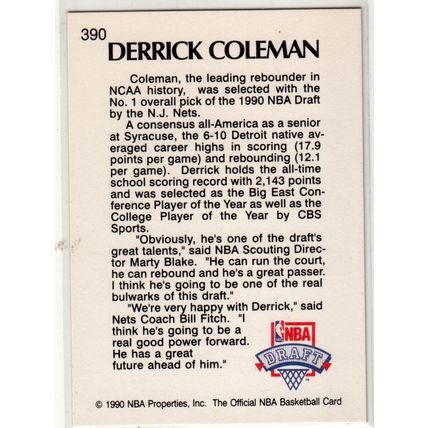 390
DERRICK COLEMAN
Coleman, the leading rebounder in
NCAA history, was selected with the
No. 1 overall pick of the 1990 NBA Draft
by the N.J. Nets.
A consensus all-America as a senior
at Syracuse, the 6-10 Detroit native av-
eraged career highs in scoring (17.9
points per game) and rebounding (12.1
per game). Derrick holds the all-time
school scoring record with 2,143 points
and was selected as the Big East Con-
ference Player of the Year as well as the
College Player of the Year by CBS
Sports.
"Obviously, he's one of the draft's
great talents," said NBA Scouting Direc-
tor Marty Blake. "He can run the court,
he can rebound and he's a great passer.
I think he's going to be one of the real
bulwarks of this draft."
"We're very happy with Derrick," said
Nets Coach Bill Fitch. "I
think he's going to be a
real good power forward.
He has a great
future ahead of him."
NBA
DRAFT
© 1990 NBA Properties, Inc. The Official NBA Basketball Card